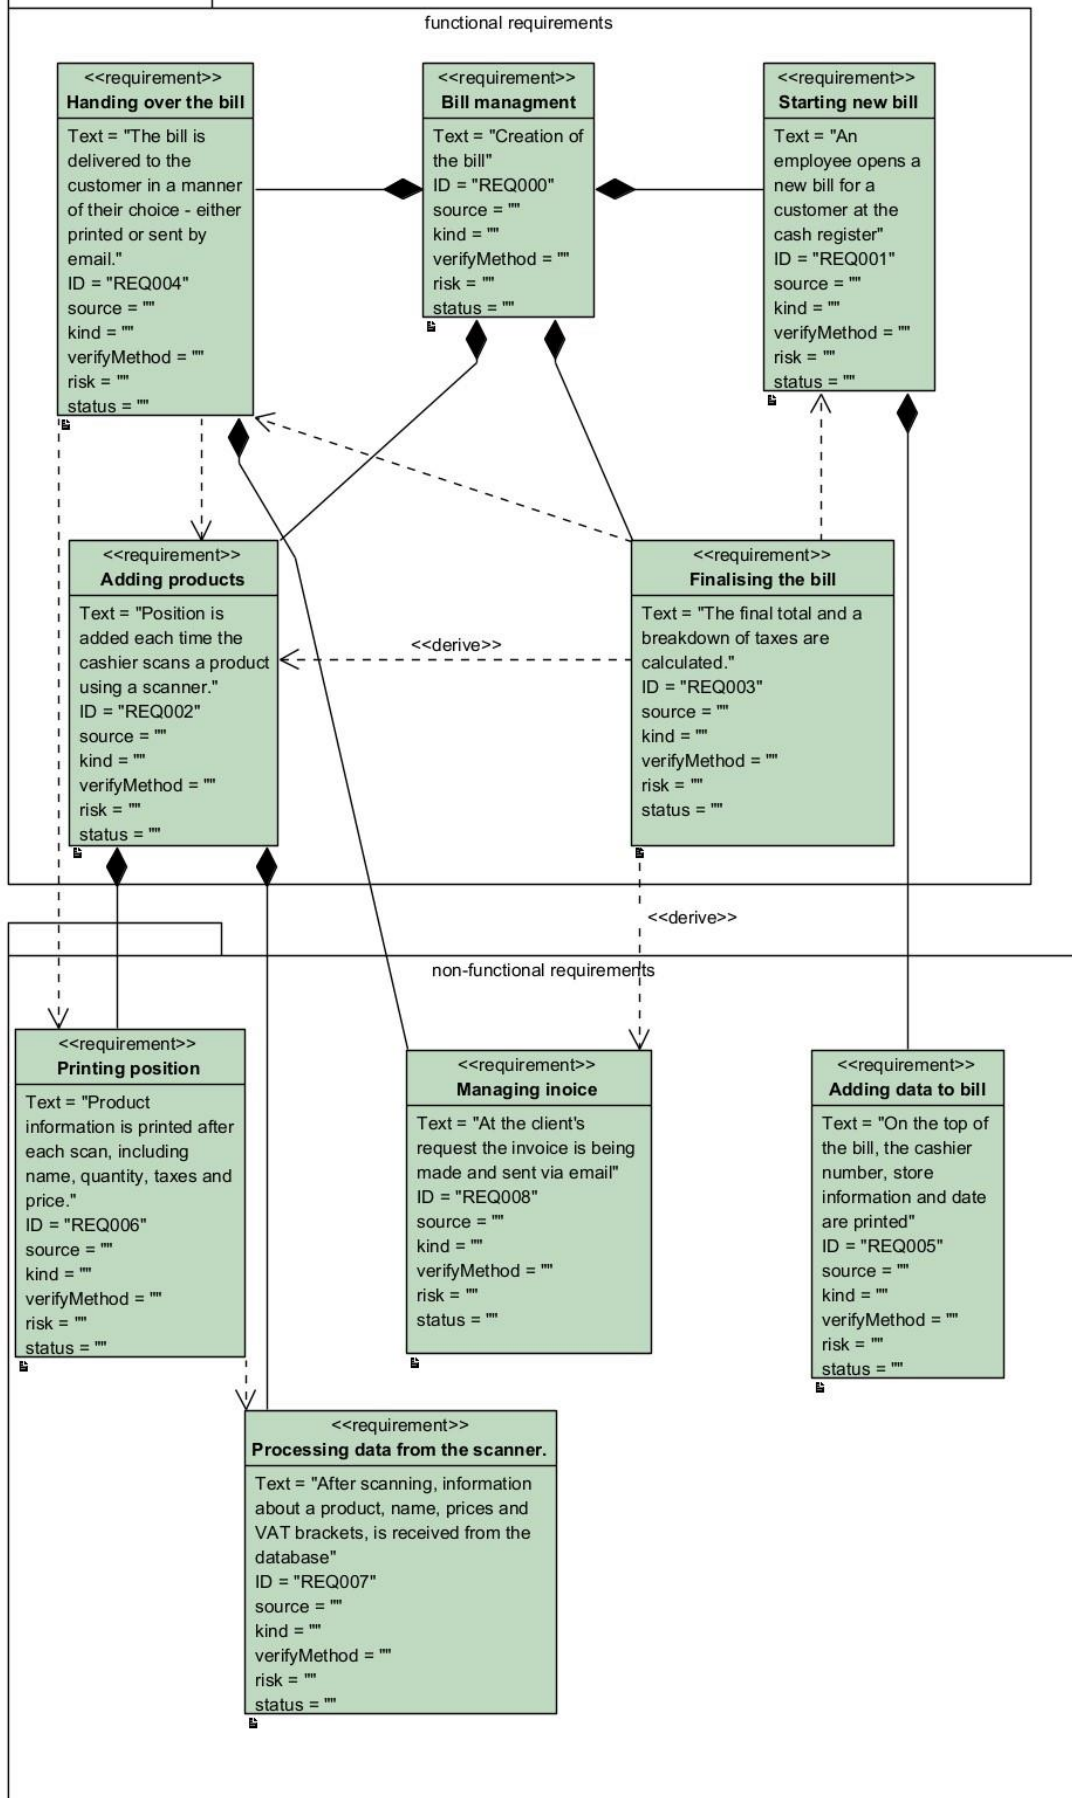 functional requirements
<<requirement>>
Handing over the bill
Text = "The bill is
delivered to the
customer in a manner
of their choice - either
printed or sent by
email."
ID = "REQ004"
source = ""
kind = ""
verifyMethod = ""
risk = ""
status = ""
<<requirement>>
Bill managment
Text = "Creation of
the bill"
ID = "REQ000"
source = ""
kind = ""
verifyMethod = ""
risk = ""
status = ""
<<requirement>>
Starting new bill
Text = "An
employee opens a
new bill for a
customer at the
cash register"
ID = "REQ001"
source = ""
kind = ""
verifyMethod = ""
risk = ""
status = ""
<<requirement>>
Adding products
Text = "Position is
added each time the
cashier scans a product
using a scanner."
ID = "REQ002"
source = ""
kind = ""
verifyMethod = ""
risk = ""
status = ""
<<derive>>
<<requirement>>
Finalising the bill
Text = "The final total and a
breakdown of taxes are
calculated."
ID = "REQ003"
source = ""
kind = ""
verifyMethod = ""
risk = ""
status = ""
<<derive>>
non-functional requirements
<<requirement>>
Printing position
Text = "Product
information is printed after
each scan, including
name, quantity, taxes and
price."
ID = "REQ006"
source = ""
kind = ""
verifyMethod = ""
risk = ""
status = ""
<<requirement>>
Managing inoice
Text = "At the client's
request the invoice is being
made and sent via email"
ID = "REQ008"
source = ""
kind = ""
verifyMethod = ""
risk = ""
status = ""
<<requirement>>
Adding data to bill
Text = "On the top of
the bill, the cashier
number, store
information and date
are printed"
ID = "REQ005"
source = ""
kind = ""
verifyMethod = ""
risk = ""
status = ""
<<requirement>>
Processing data from the scanner.
Text = "After scanning, information
about a product, name, prices and
VAT brackets, is received from the
database"
ID = "REQ007"
source = ""
kind = ""
verifyMethod = ""
risk = ""
status = ""